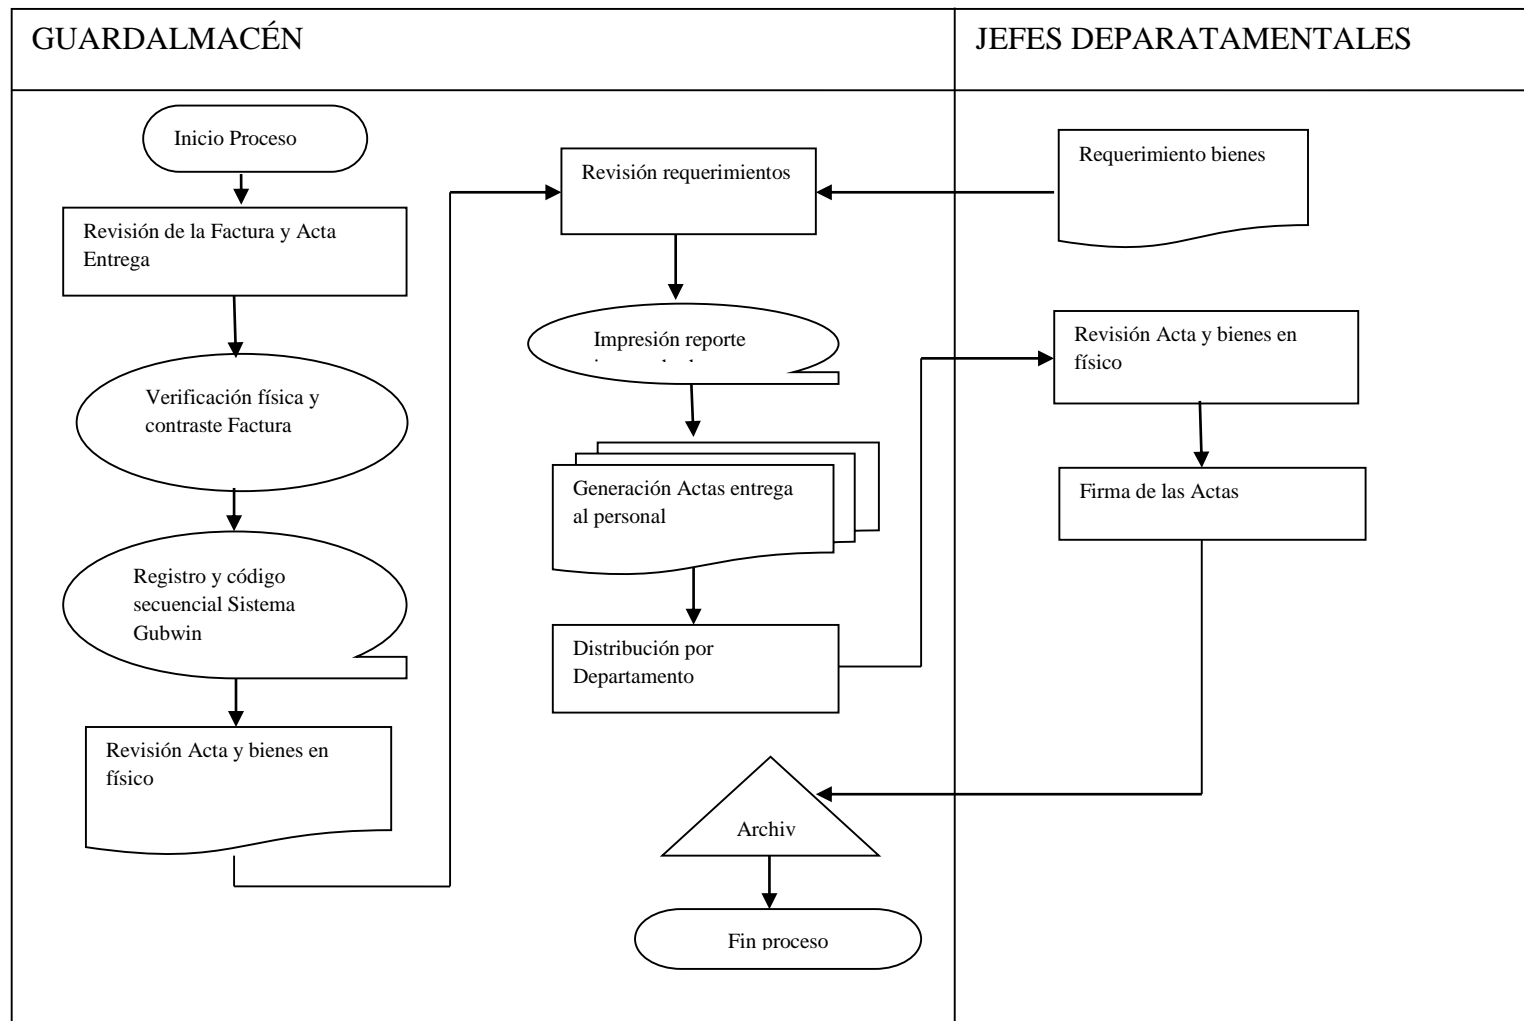 GUARDALMACÉN
JEFES DEPARATAMENTALES
Inicio Proceso
Revisión de la Factura y Acta
Entrega
Verificación física y
contraste Factura
Registro y código
secuencial Sistema
Gubwin
Revisión Acta y bienes en
físico
Revisión requerimientos
Impresión reporte
Generación Actas entrega
al personal
Distribución por
Departamento
Archiv
Fin proceso
Requerimiento bienes
Revisión Acta y bienes en
físico
Firma de las Actas